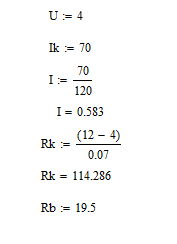 U := 4
Ik := 70
I := 70/120
I = 0.583
Rk := (12 − 4)/0.07
Rk = 114.286
Rb := 19.5